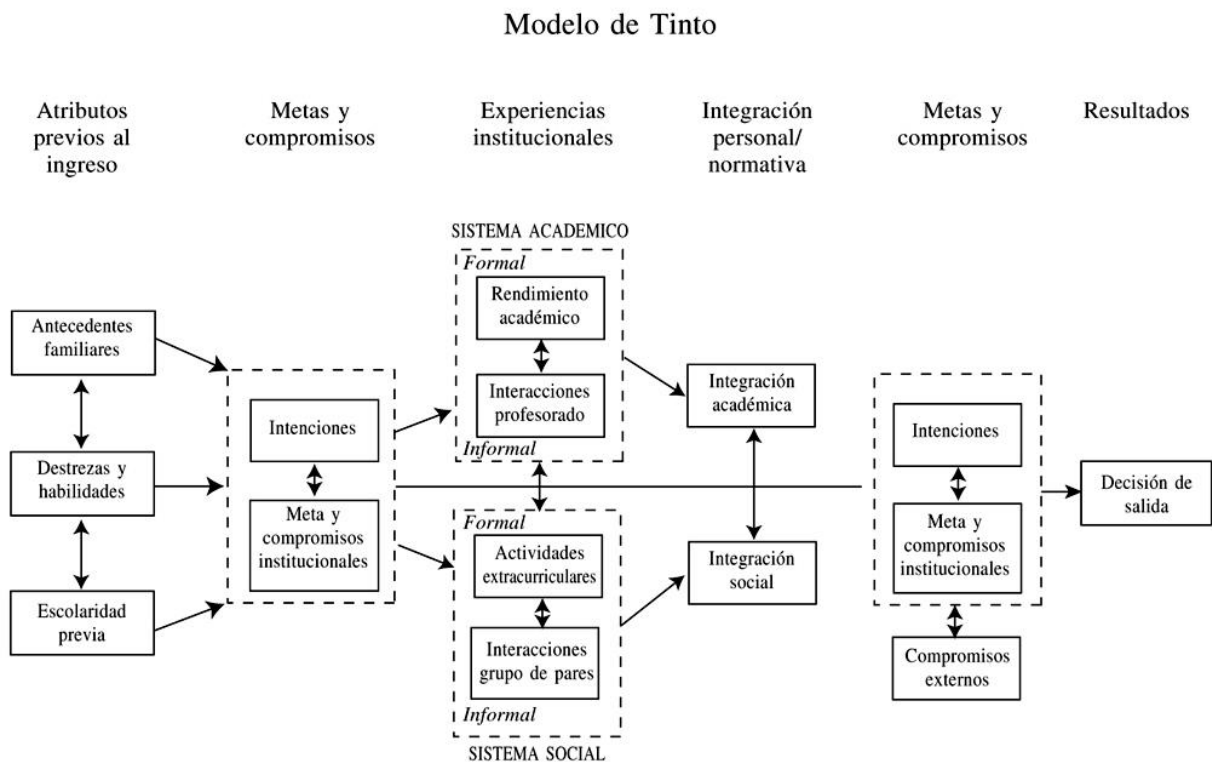 Modelo de Tinto
Atributos
previos al
ingreso
Metas y
compromisos
Experiencias
institucionales
Integración
personal/
normativa
Metas y
compromisos
Resultados
Antecedentes
familiares
Destrezas y
habilidades
Escolaridad
previa
Intenciones
Meta y
compromisos
institucionales
SISTEMA ACADEMICO
Formal
Rendimiento
académico
Interacciones
profesorado
Informal
Formal
Actividades
extracurriculares
Interacciones
grupo de pares
Informal
SISTEMA SOCIAL
Integración
académica
Integración
social
Intenciones
Meta y
compromisos
institucionales
Compromisos
externos
Decisión de
salida